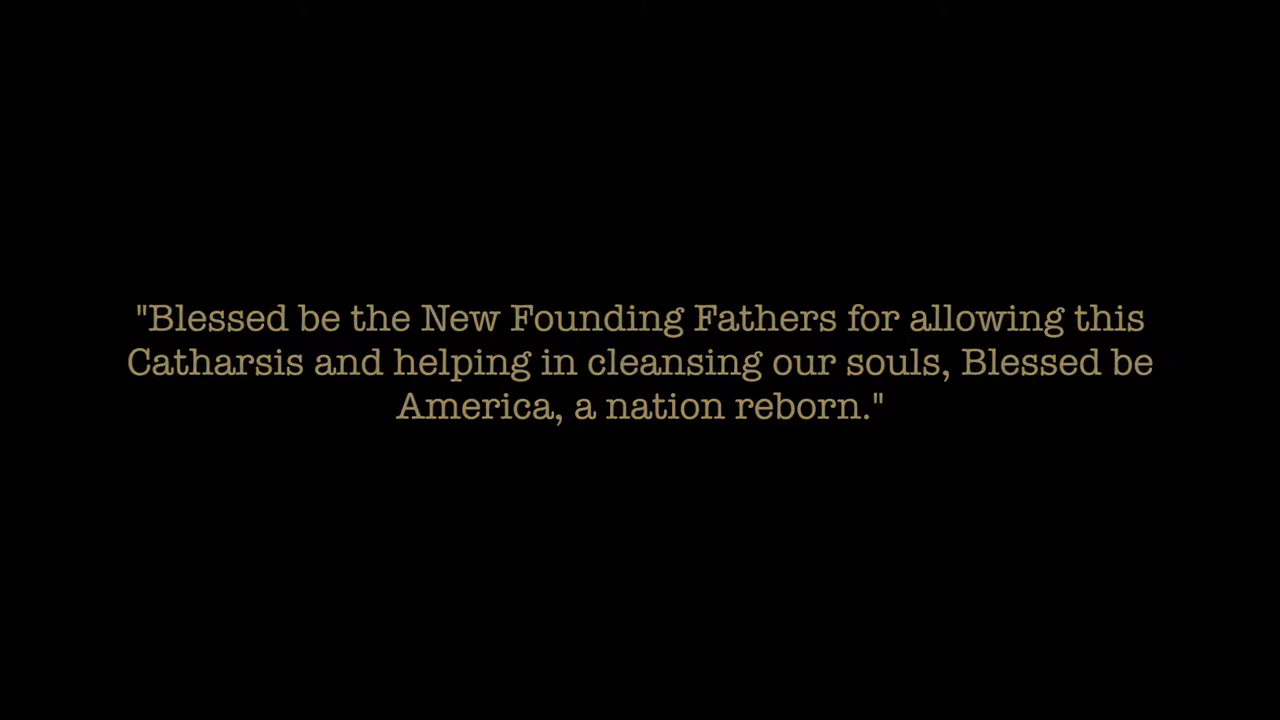 "Blessed be the New Founding Fathers for allowing this
Catharsis and helping in cleansing our souls, Blessed be
America, a nation reborn."